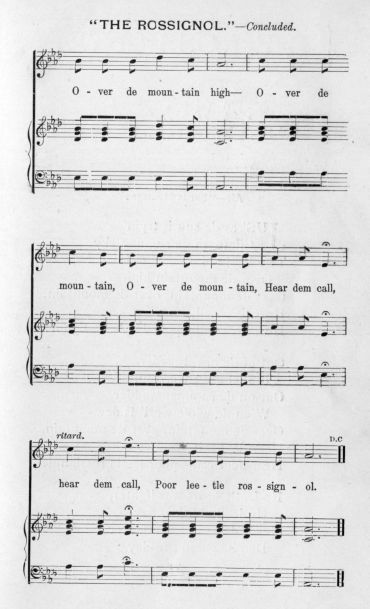 "THE ROSSIGNOL."—Concluded.
O - ver de moun - tain high— O - ver de
moun - tain, O - ver de moun - tain, Hear dem call,
ritard.
D.C
hear dem call, Poor lee - tle ros - sign - ol.